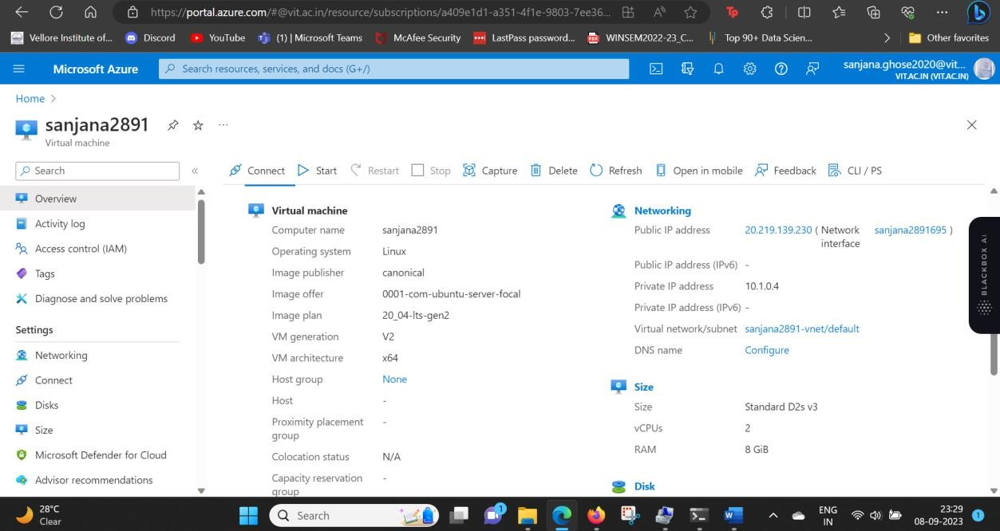 https://portal.azure.com/#@vit.ac.in/resource/subscriptions/a409e1d1-a351-4f1e-9803-7ee36...
Vellore Institute of... Discord YouTube (1) | Microsoft Teams McAfee Security LastPass password... WINSEM2022-23_C... Top 90+ Data Scien... Other favorites
Microsoft Azure
Search resources, services, and docs (G+/)
sanjana.ghose2020@vit...
VIT.AC.IN (VIT.AC.IN)
Home
sanjana2891
Virtual machine
Search
Connect Start Restart Stop Capture Delete Refresh Open in mobile Feedback CLI / PS
Overview
Activity log
Access control (IAM)
Tags
Diagnose and solve problems
Settings
Networking
Connect
Disks
Size
Microsoft Defender for Cloud
Advisor recommendations
Virtual machine
Computer name sanjana2891
Operating system Linux
Image publisher canonical
Image offer 0001-com-ubuntu-server-focal
Image plan 20_04-lts-gen2
VM generation V2
VM architecture x64
Host group None
Host -
Proximity placement -
group
Colocation status N/A
Capacity reservation -
group
Networking
Public IP address 20.219.139.230 ( Network sanjana2891695 )
interface
Public IP address (IPv6) -
Private IP address 10.1.0.4
Private IP address (IPv6) -
Virtual network/subnet sanjana2891-vnet/default
DNS name Configure
Size
Size Standard D2s v3
vCPUs 2
RAM 8 GiB
Disk
BLACKBOX AI
28°C
Clear
Search
1
ENG
IN
23:29
08-09-2023
1